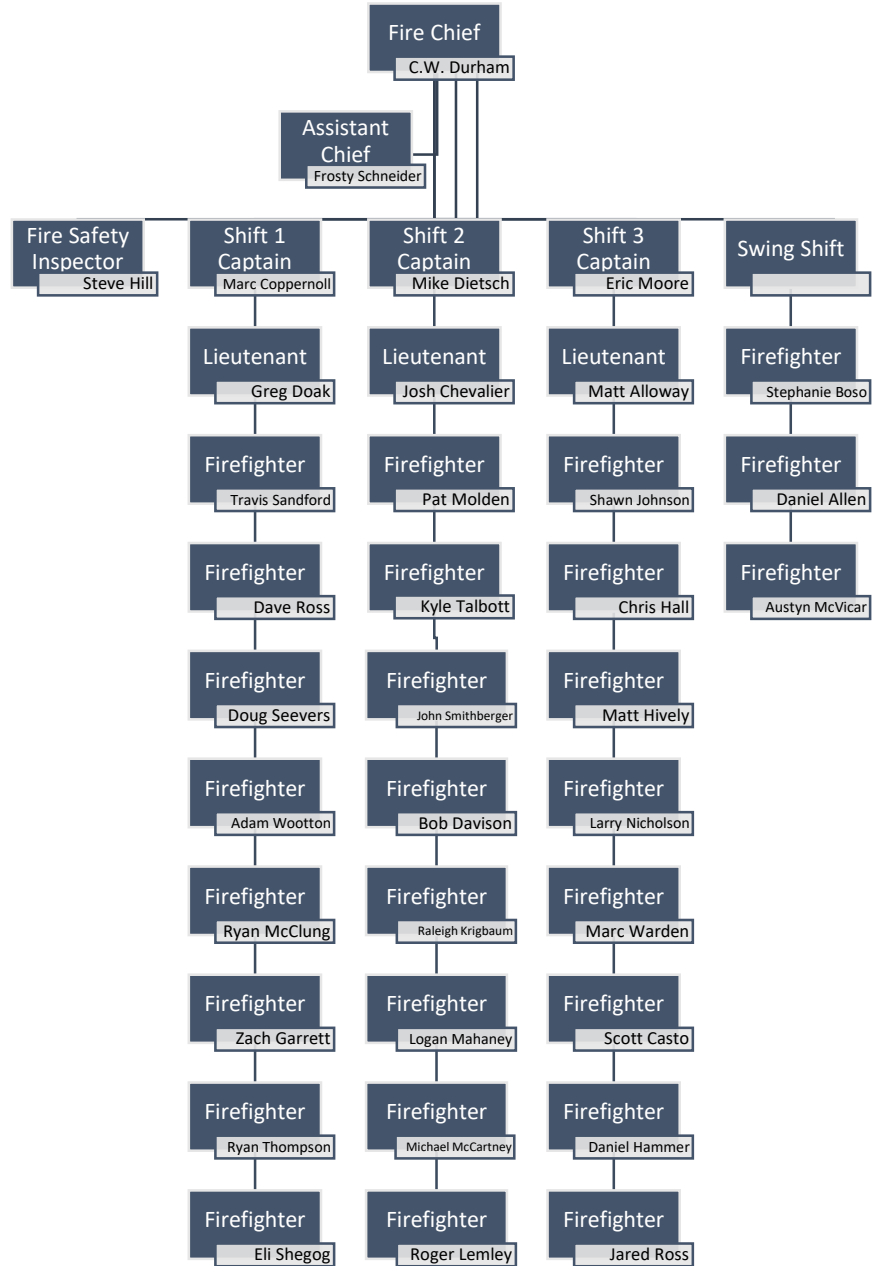 Fire Chief
C.W. Durham
Assistant
Chief
Frosty Schneider
Fire Safety
Inspector
Steve Hill
Shift 1
Captain
Marc Coppernoll
Lieutenant
Greg Doak
Firefighter
Travis Sandford
Firefighter
Dave Ross
Firefighter
Doug Seevers
Firefighter
Adam Wootton
Firefighter
Ryan McClung
Firefighter
Zach Garrett
Firefighter
Ryan Thompson
Firefighter
Eli Shegog
Shift 2
Captain
Mike Dietsch
Lieutenant
Josh Chevalier
Firefighter
Pat Molden
Firefighter
Kyle Talbott
Firefighter
John Smithberger
Firefighter
Bob Davison
Firefighter
Raleigh Krigbaum
Firefighter
Logan Mahaney
Firefighter
Michael McCartney
Firefighter
Roger Lemley
Shift 3
Captain
Eric Moore
Lieutenant
Matt Alloway
Firefighter
Shawn Johnson
Firefighter
Chris Hall
Firefighter
Matt Hively
Firefighter
Larry Nicholson
Firefighter
Marc Warden
Firefighter
Scott Casto
Firefighter
Daniel Hammer
Firefighter
Jared Ross
Swing Shift
Firefighter
Stephanie Boso
Firefighter
Daniel Allen
Firefighter
Austyn McVicar